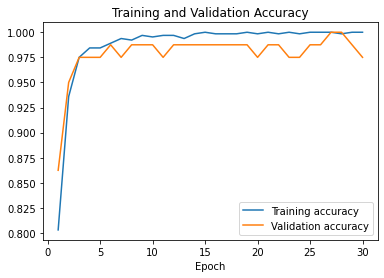 Training and Validation Accuracy
1.000
0.975
0.950
0.925
0.900
0.875
0.850
0.825
0.800
Training accuracy
Validation accuracy
0 5 10 15 20 25 30
Epoch